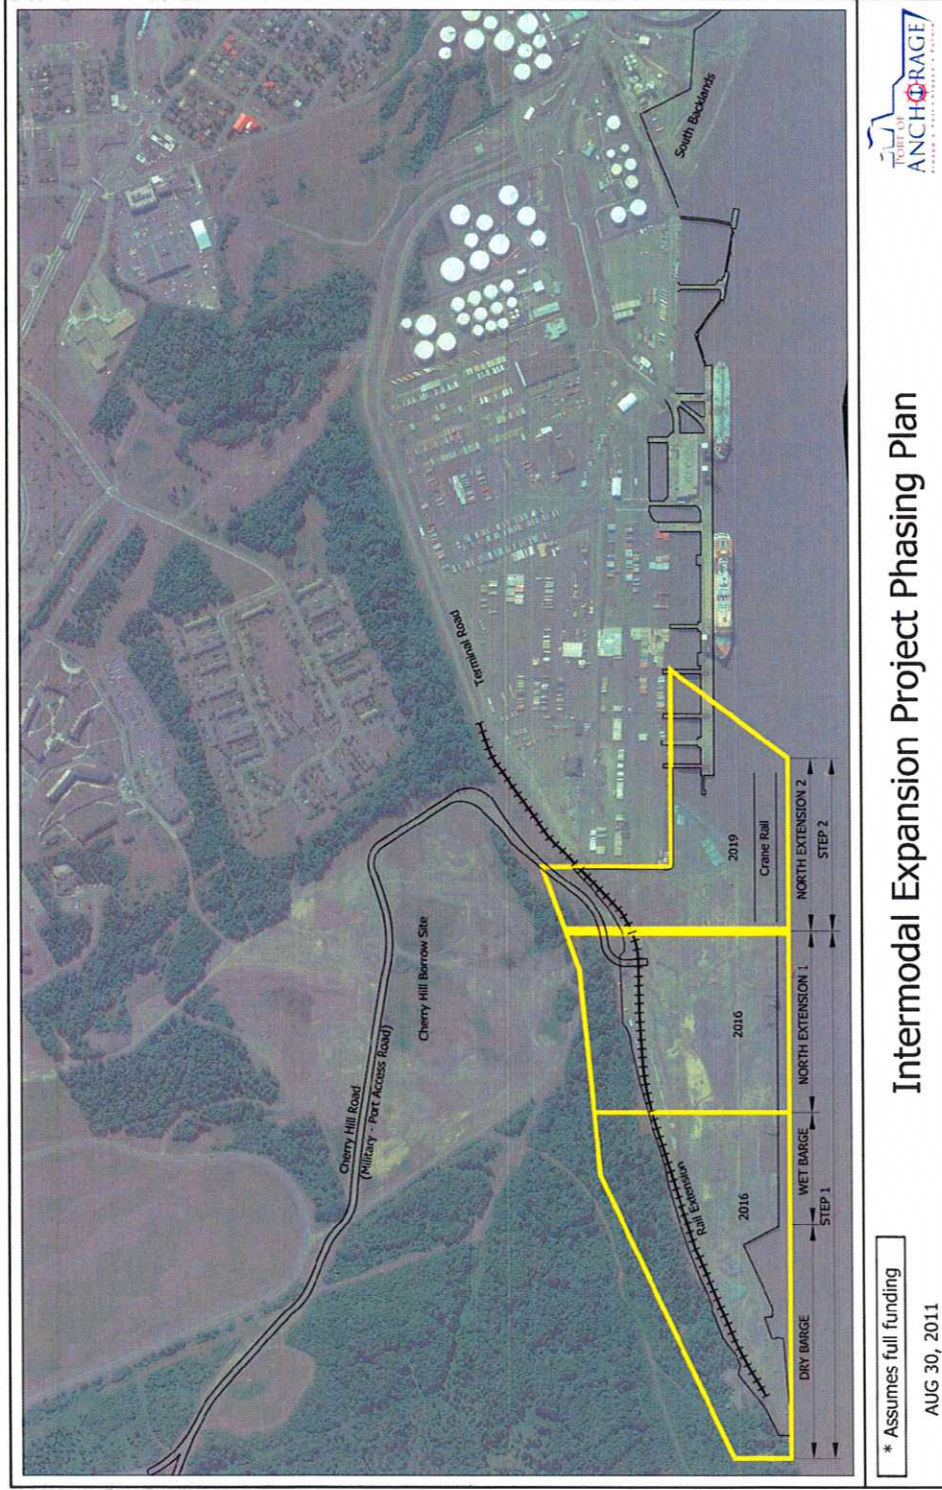 South Backlands
Terminal Road
Cherry Hill Road
(Military - Port Access Road)
Cherry Hill Borrow Site
Rail Extension
2016
2016
2019
Crane Rail
DRY BARGE
WET BARGE
NORTH EXTENSION 1
NORTH EXTENSION 2
STEP 1
STEP 2
* Assumes full funding
AUG 30, 2011
Intermodal Expansion Project Phasing Plan
PORT OF
ANCHORAGE